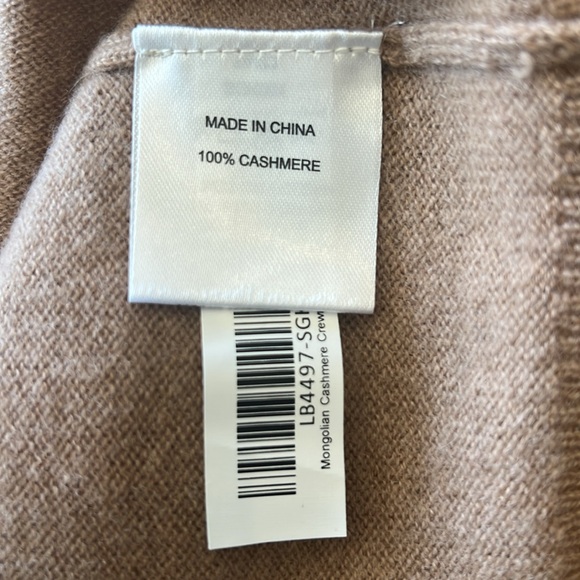 MADE IN CHINA
100% CASHMERE
LB4497-SG
Mongolian Cashmere Crew